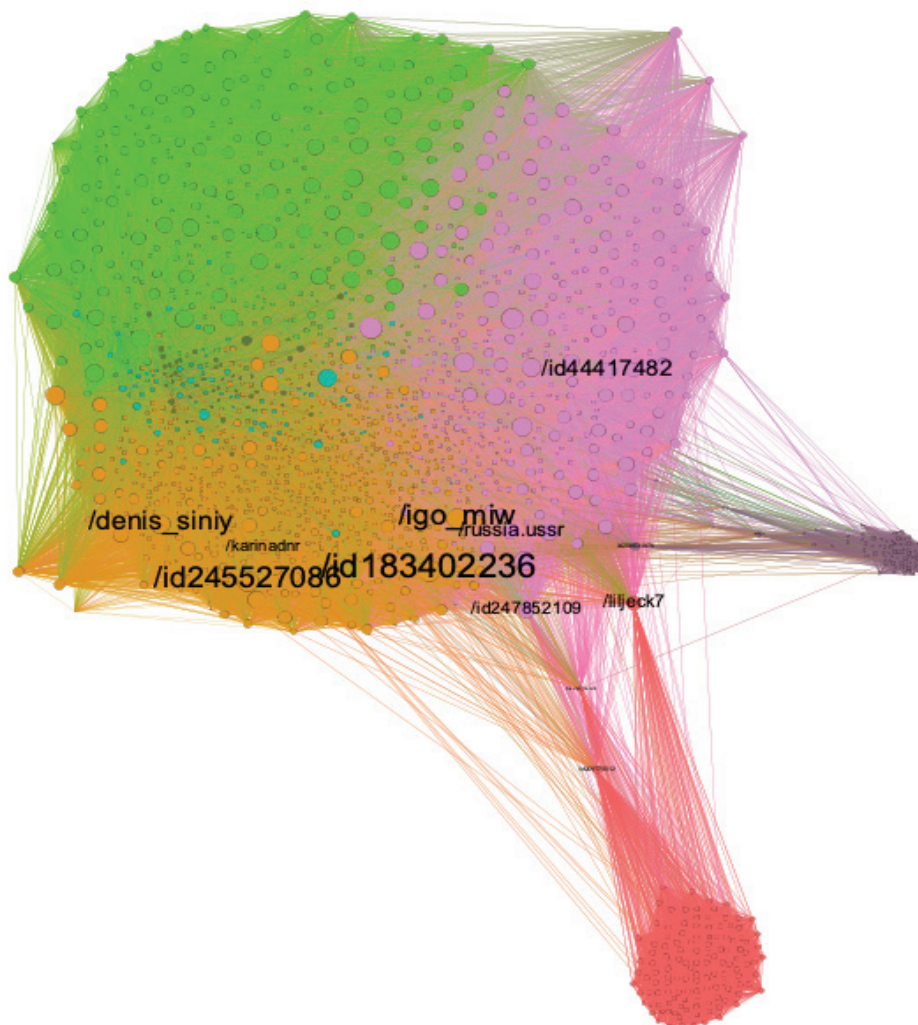 /id44417482
/denis_siniy
/igo_miw
/russia.ussr
/karinadnr
/id245527086
/id183402236
/id247852109
/liljeck7